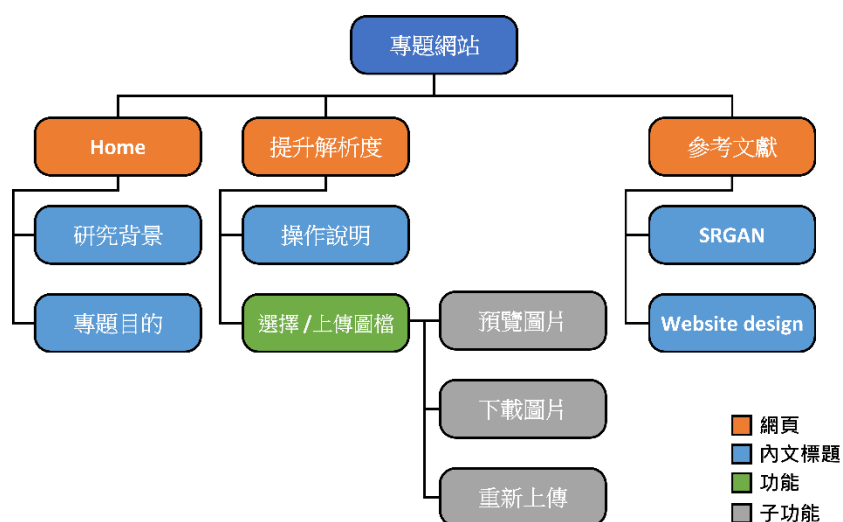 專題網站
Home
提升解析度
參考文獻
研究背景
操作說明
SRGAN
專題目的
選擇/上傳圖檔
預覽圖片
Website design
下載圖片
重新上傳
網頁
內文標題
功能
子功能